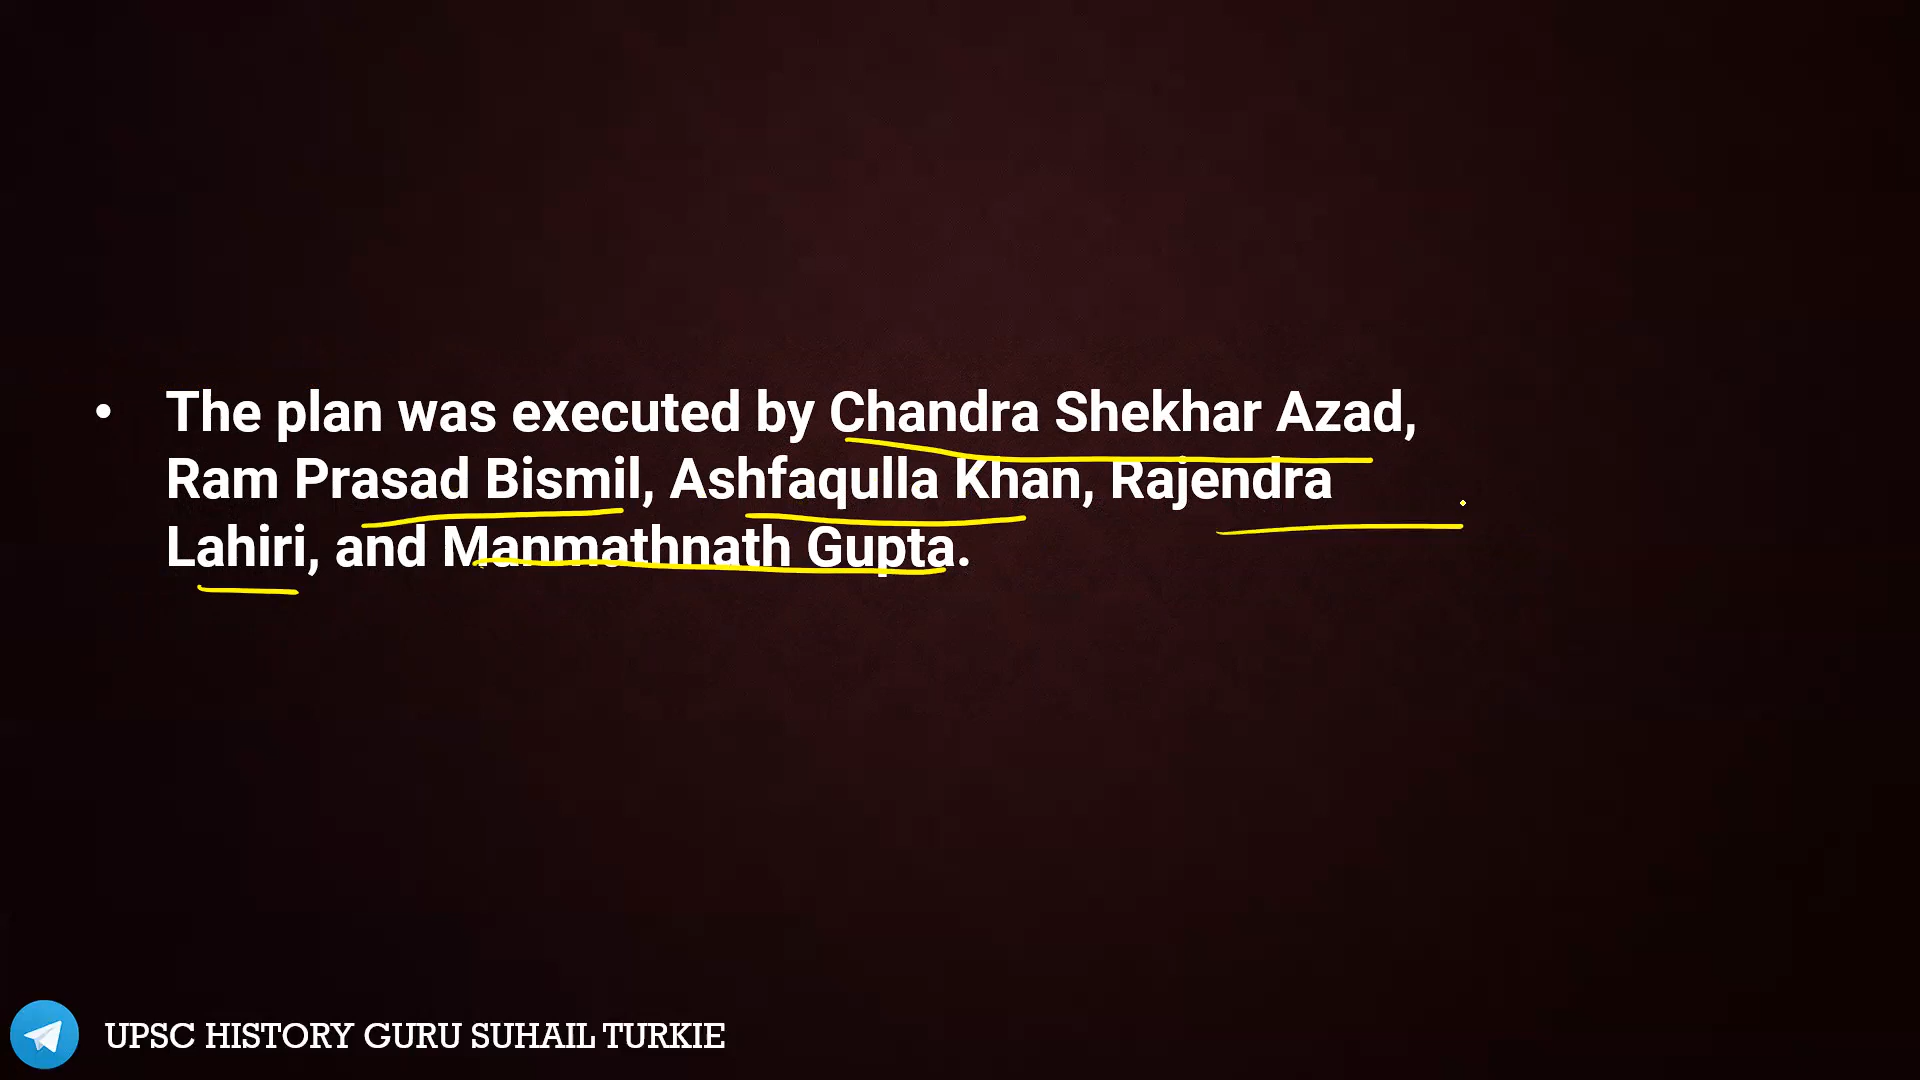 • The plan was executed by Chandra Shekhar Azad,
Ram Prasad Bismil, Ashfaqulla Khan, Rajendra
Lahiri, and Manmathnath Gupta.
UPSC HISTORY GURU SUHAIL TURKIE